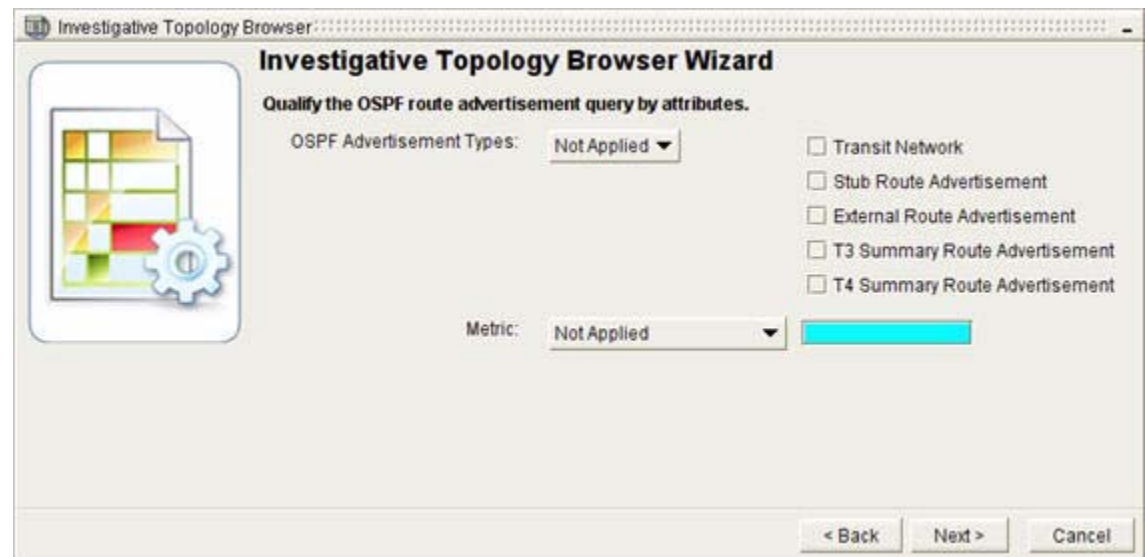 Investigative Topology Browser
Investigative Topology Browser Wizard
Qualify the OSPF route advertisement query by attributes.
OSPF Advertisement Types: Not Applied
Transit Network
Stub Route Advertisement
External Route Advertisement
T3 Summary Route Advertisement
T4 Summary Route Advertisement
Metric: Not Applied
< Back Next > Cancel